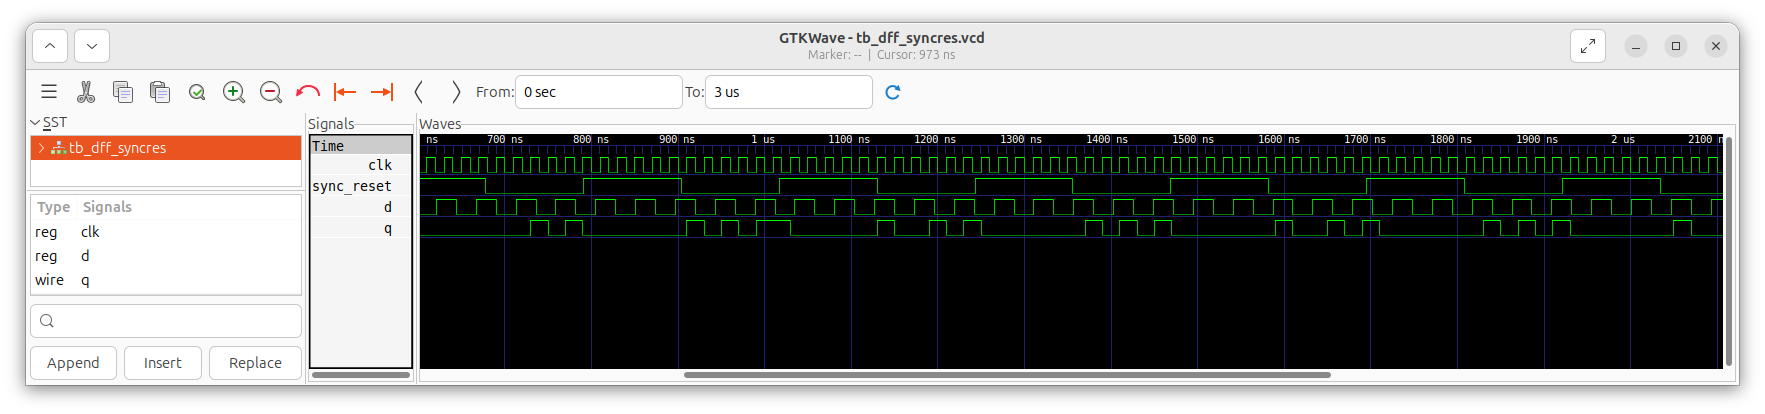 GTKWave - tb_dff_syncres.vcd
Marker: -- | Cursor: 973 ns
From: 0 sec To: 3 us
SST
tb_dff_syncres
Type Signals
reg clk
reg d
wire q
Append Insert Replace
Signals
Time
clk
sync_reset
d
q
Waves
ns 700 ns 800 ns 900 ns 1 us 1100 ns 1200 ns 1300 ns 1400 ns 1500 ns 1600 ns 1700 ns 1800 ns 1900 ns 2 us 2100 n